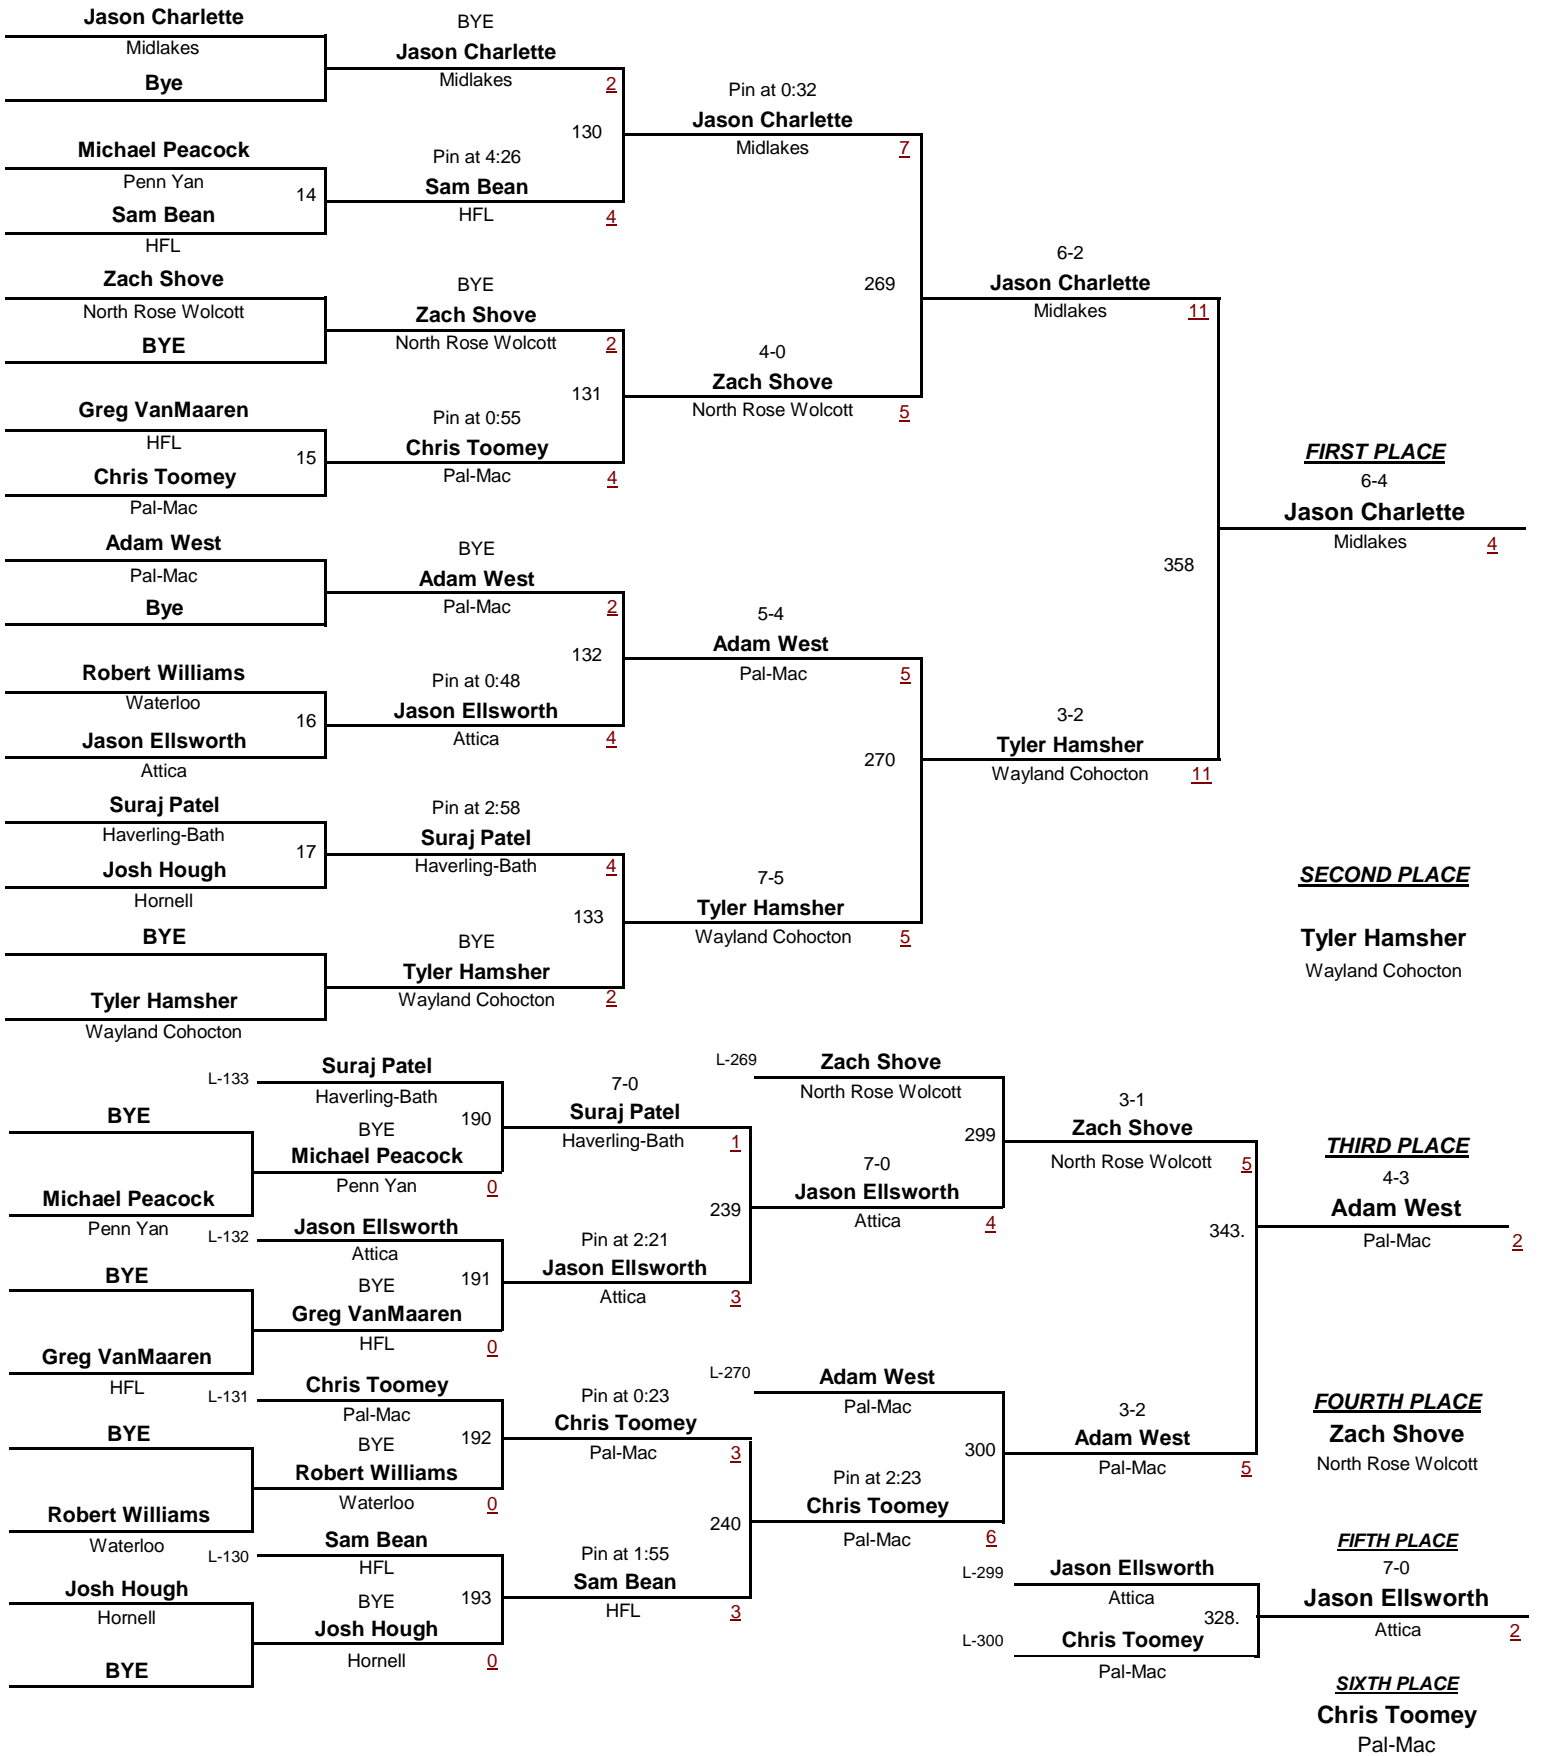 Jason Charlette
Midlakes
Bye
BYE
Jason Charlette
Midlakes
2
Michael Peacock
Penn Yan
14
Sam Bean
HFL
Pin at 4:26
Sam Bean
HFL
4
130
Pin at 0:32
Jason Charlette
Midlakes
7
Zach Shove
North Rose Wolcott
BYE
BYE
Zach Shove
North Rose Wolcott
2
Greg VanMaaren
HFL
15
Chris Toomey
Pal-Mac
Pin at 0:55
Chris Toomey
Pal-Mac
4
131
4-0
Zach Shove
North Rose Wolcott
5
269
6-2
Jason Charlette
Midlakes
11
Adam West
Pal-Mac
Bye
BYE
Adam West
Pal-Mac
2
Robert Williams
Waterloo
16
Jason Ellsworth
Attica
Pin at 0:48
Jason Ellsworth
Attica
4
132
5-4
Adam West
Pal-Mac
5
Suraj Patel
Haverling-Bath
17
Josh Hough
Hornell
Pin at 2:58
Suraj Patel
Haverling-Bath
4
BYE
Tyler Hamsher
Wayland Cohocton
BYE
Tyler Hamsher
Wayland Cohocton
2
133
7-5
Tyler Hamsher
Wayland Cohocton
5
270
3-2
Tyler Hamsher
Wayland Cohocton
11
358
FIRST PLACE
6-4
Jason Charlette
Midlakes
4
SECOND PLACE
Tyler Hamsher
Wayland Cohocton
L-133
Suraj Patel
Haverling-Bath
BYE
Michael Peacock
Penn Yan
BYE
Michael Peacock
Penn Yan
0
190
7-0
Suraj Patel
Haverling-Bath
1
L-132
Jason Ellsworth
Attica
BYE
Greg VanMaaren
HFL
BYE
Greg VanMaaren
HFL
0
191
Pin at 2:21
Jason Ellsworth
Attica
3
239
L-269
Zach Shove
North Rose Wolcott
7-0
Jason Ellsworth
Attica
4
299
3-1
Zach Shove
North Rose Wolcott
5
L-131
Chris Toomey
Pal-Mac
BYE
Robert Williams
Waterloo
BYE
Robert Williams
Waterloo
0
192
Pin at 0:23
Chris Toomey
Pal-Mac
3
L-130
Sam Bean
HFL
Josh Hough
Hornell
BYE
BYE
Josh Hough
Hornell
0
193
Pin at 1:55
Sam Bean
HFL
3
240
L-270
Adam West
Pal-Mac
Pin at 2:23
Chris Toomey
Pal-Mac
6
300
3-2
Adam West
Pal-Mac
5
343.
THIRD PLACE
4-3
Adam West
Pal-Mac
2
FOURTH PLACE
Zach Shove
North Rose Wolcott
L-299
Jason Ellsworth
Attica
328.
L-300
Chris Toomey
Pal-Mac
FIFTH PLACE
7-0
Jason Ellsworth
Attica
2
SIXTH PLACE
Chris Toomey
Pal-Mac